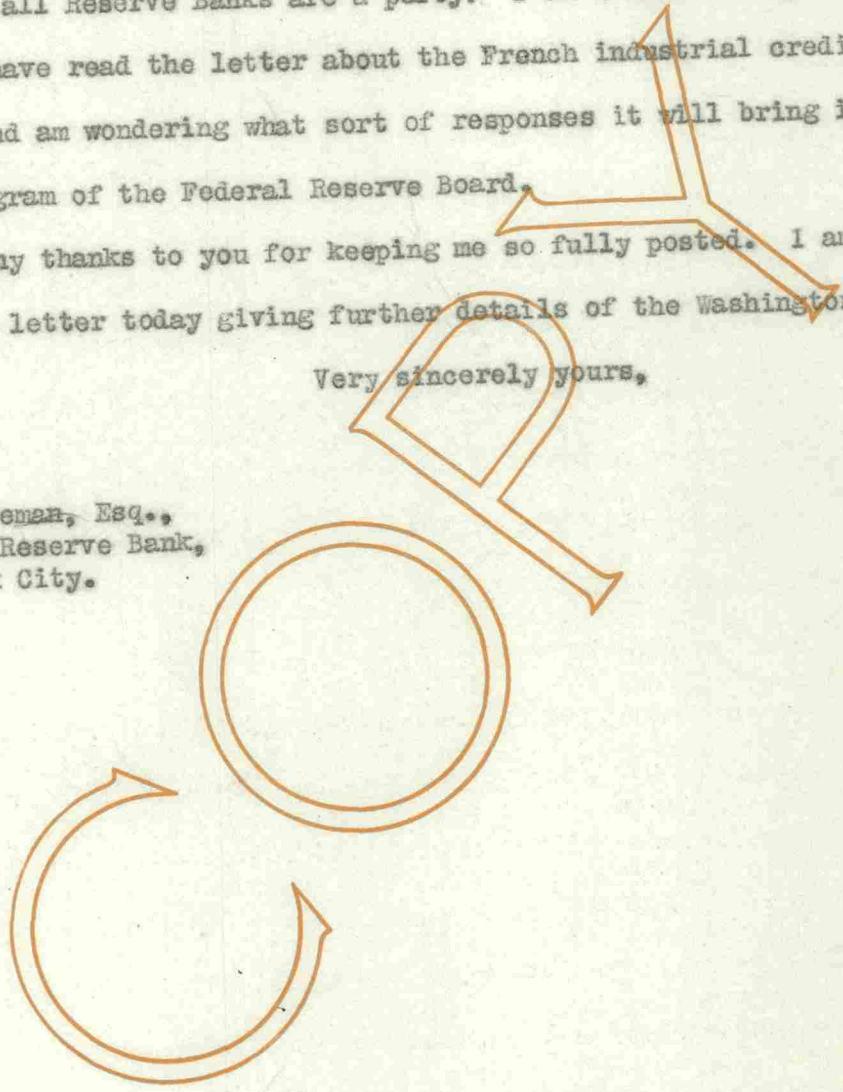 all Reserve Banks are a party.
have read the letter about the French industrial credi
nd am wondering what sort of responses it will bring i
gram of the Federal Reserve Board.
ny thanks to you for keeping me so fully posted. I am
letter today giving further details of the Washington
Very sincerely yours,
eman, Esq.,
Reserve Bank,
City.
COPY